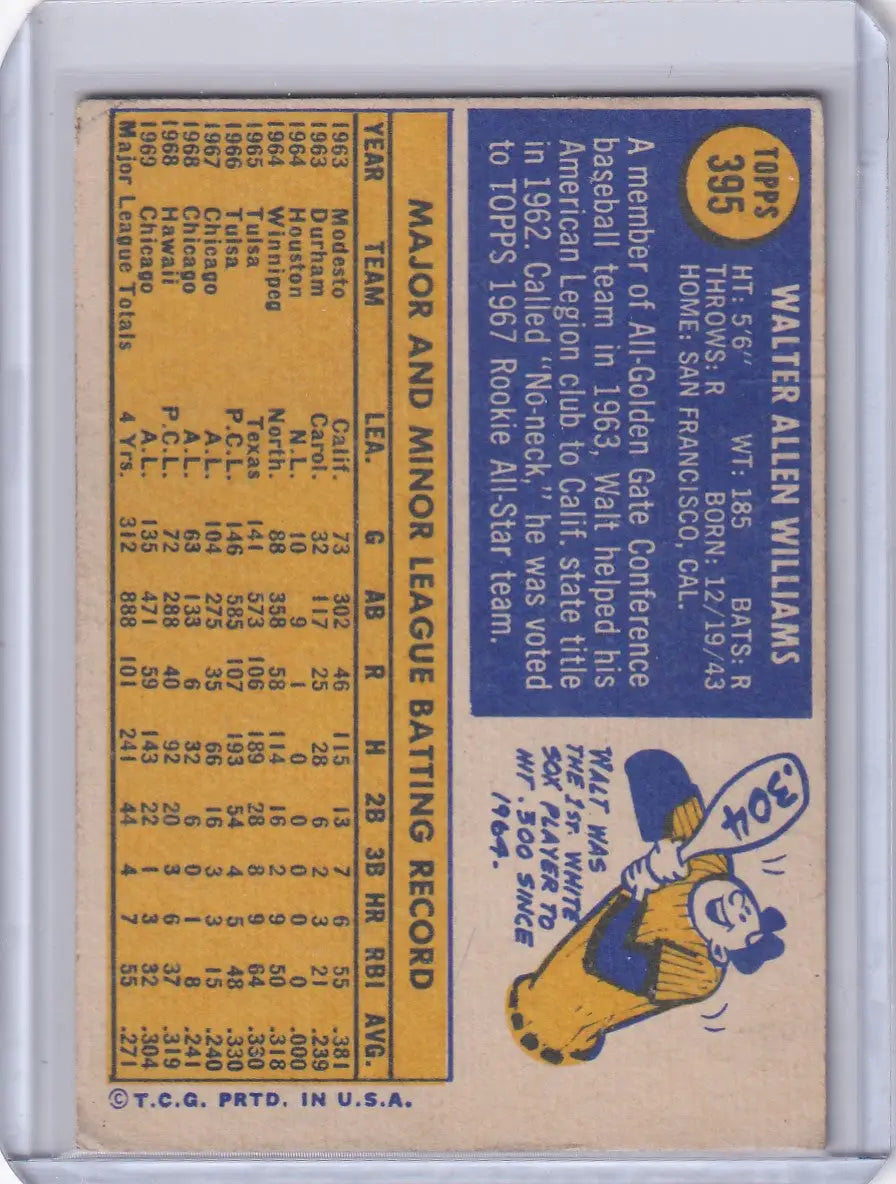 TOPPS
395
WALTER ALLEN WILLIAMS
HT: 5'6" WT: 185 BATS: R
THROWS: R BORN: 12/19/43
HOME: SAN FRANCISCO, CAL.
A member of All-Golden Gate Conference
baseball team in 1963, Walt helped his
American Legion club to Calif. state title
in 1962. Called "No-neck," he was voted
to TOPPS 1967 Rookie All-Star team.
.304
WALT WAS
THE 1ST. WHITE
SOX PLAYER TO
HIT .300 SINCE
1964.
MAJOR AND MINOR LEAGUE BATTING RECORD
YEAR TEAM LEA. G AB R H 2B 3B HR RBI AVG.
1963 Modesto Calif. 73 302 46 115 13 7 6 55 .381
1963 Durham Carol. 32 117 25 28 6 2 3 21 .239
1964 Houston N.L. 10 9 1 0 0 0 0 0 .000
1964 Winnipeg North. 88 358 58 114 16 2 9 50 .318
1965 Tulsa Texas 141 573 106 189 28 8 9 64 .330
1966 Tulsa P.C.L. 146 585 107 193 54 4 5 48 .330
1967 Chicago A.L. 104 275 35 66 16 3 3 15 .240
1968 Chicago A.L. 63 133 6 32 6 0 1 8 .241
1968 Hawaii P.C.L. 72 288 40 92 20 3 6 37 .319
1969 Chicago A.L. 135 471 59 143 22 1 3 32 .304
Major League Totals 4 Yrs. 312 888 101 241 44 4 7 55 .271
© T.C.G. PRTD. IN U.S.A.